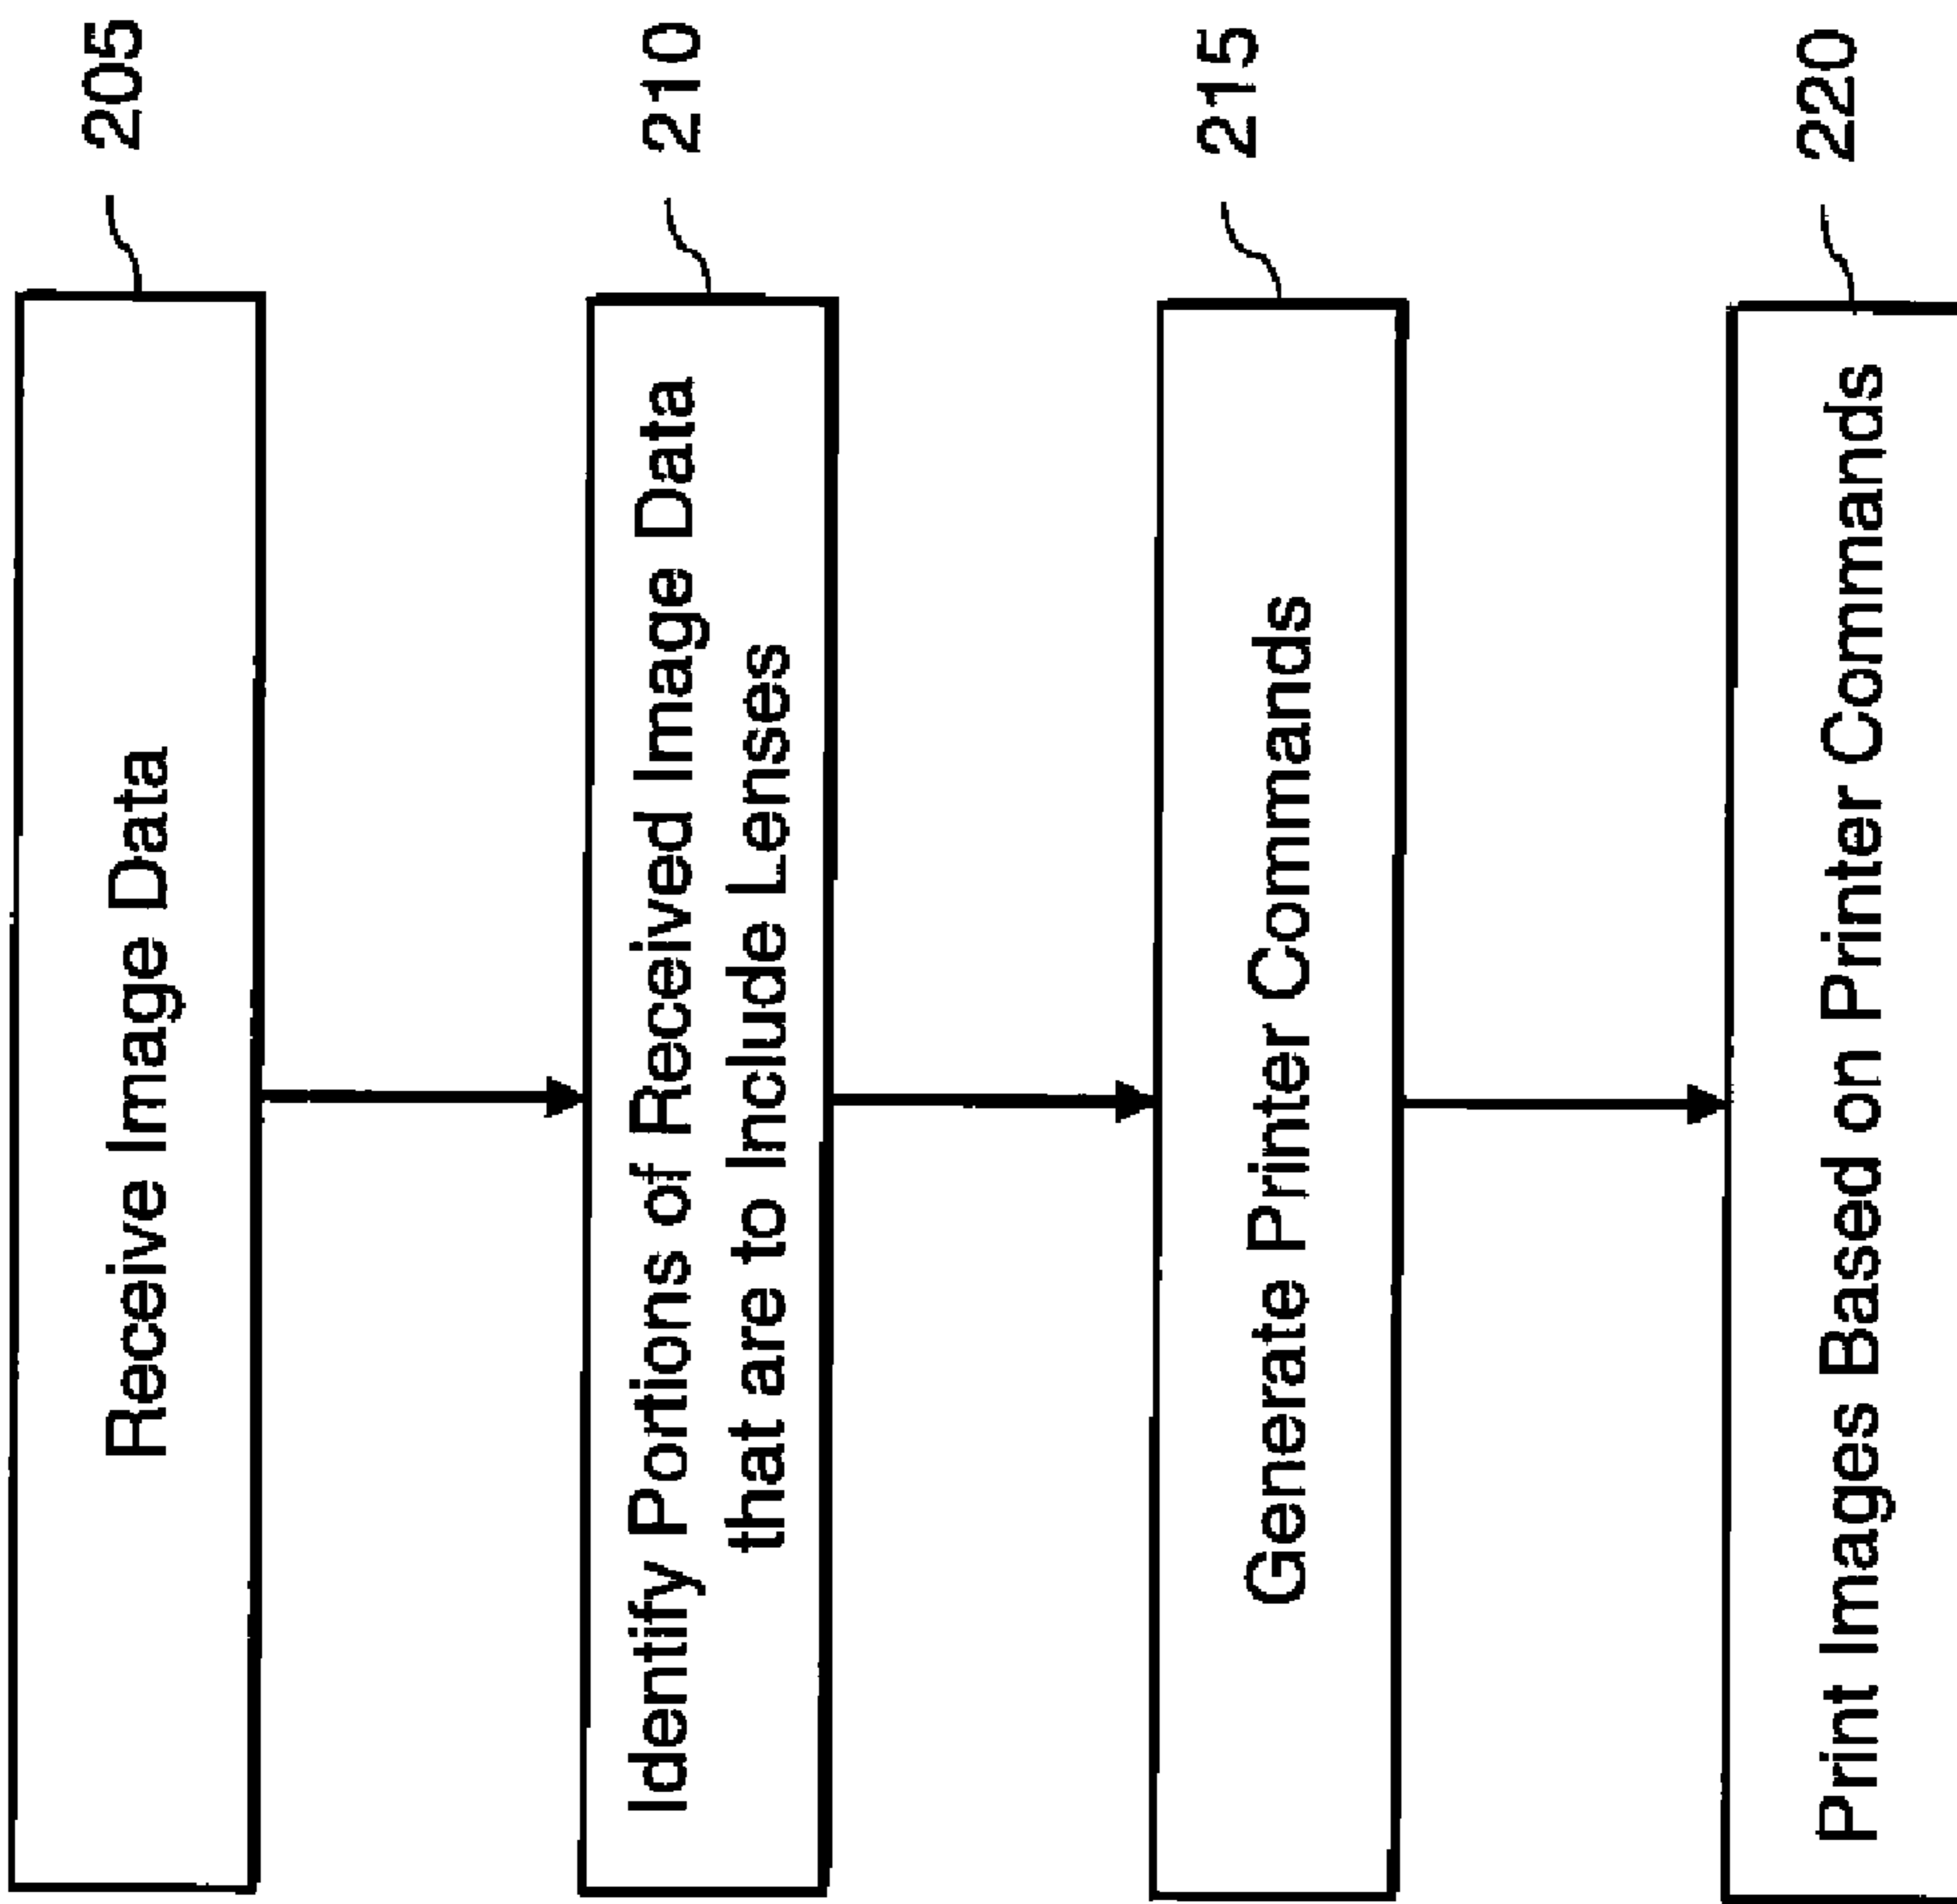 Receive Image Data
205
Identify Portions of Received Image Data
that are to Include Lenses
210
Generate Printer Commands
215
Print Images Based on Printer Commands
220